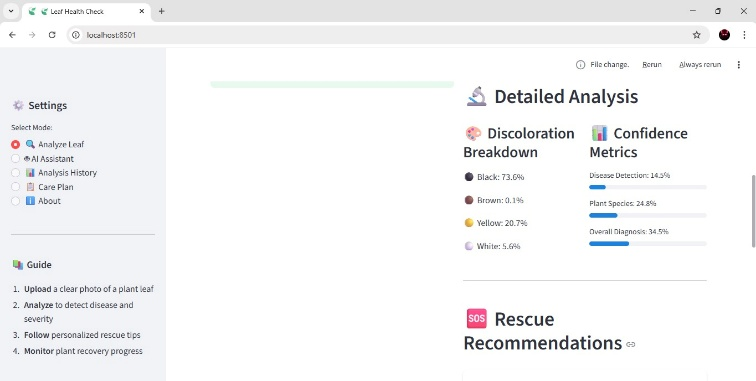 Leaf Health Check
localhost:8501
File change.
Rerun
Always rerun
Settings
Select Mode:
Analyze Leaf
AI Assistant
Analysis History
Care Plan
About
Guide
1. Upload a clear photo of a plant leaf
2. Analyze to detect disease and
severity
3. Follow personalized rescue tips
4. Monitor plant recovery progress
Detailed Analysis
Discoloration
Breakdown
Black: 73.6%
Brown: 0.1%
Yellow: 20.7%
White: 5.6%
Confidence
Metrics
Disease Detection: 14.5%
Plant Species: 24.8%
Overall Diagnosis: 34.5%
SOS Rescue
Recommendations